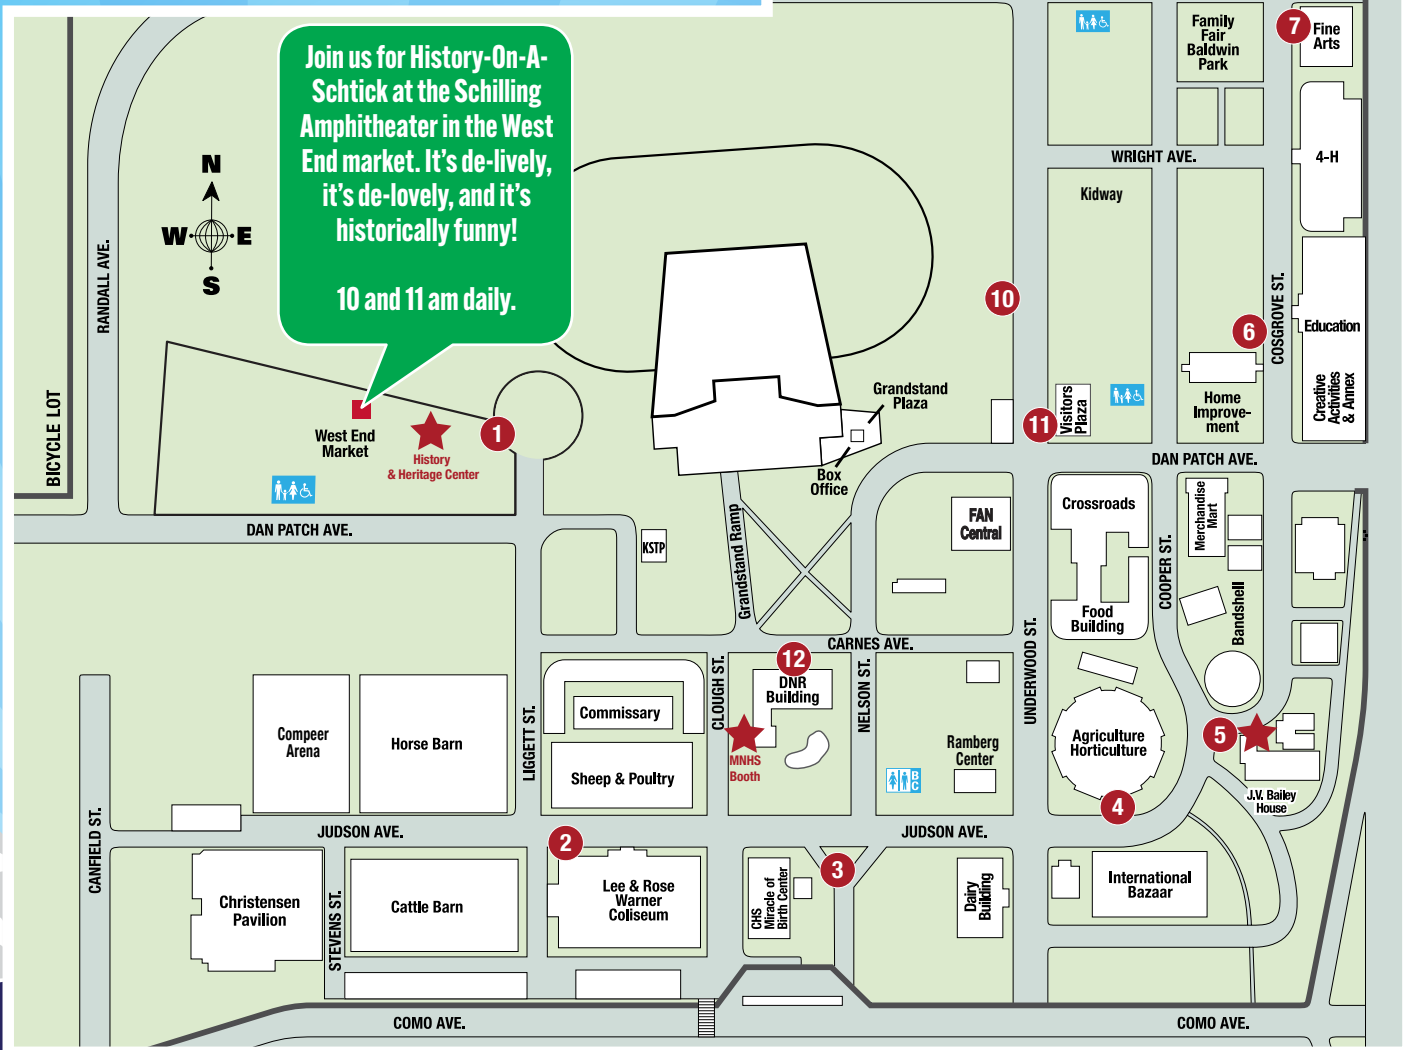 Join us for History-On-A-
Schtick at the Schilling
Amphitheater in the West
End market. It's de-lively,
it's de-lovely, and it's
historically funny!
10 and 11 am daily.
N
W
E
S
RANDALL AVE.
BICYCLE LOT
West End
Market
History
& Heritage Center
1
DAN PATCH AVE.
KSTP
Grandstand Ramp
Grandstand
Plaza
Box
Office
10
11
Visitors
Plaza
Family
Fair
Baldwin
Park
7
Fine
Arts
WRIGHT AVE.
4-H
Kidway
COSGROVE ST.
6
Education
Creative
Activities
& Annex
Home
Improve-
ment
DAN PATCH AVE.
FAN
Central
Crossroads
Merchandise
Mart
COOPER ST.
Food
Building
Bandshell
UNDERWOOD ST.
CARNES AVE.
12
DNR
Building
CLOUGH ST.
NELSON ST.
MNHS
Booth
Compeer
Arena
Horse Barn
LIGGETT ST.
Commissary
Sheep & Poultry
Ramberg
Center
B
C
Agriculture
Horticulture
4
5
J.V. Bailey
House
CANFIELD ST.
JUDSON AVE.
JUDSON AVE.
2
3
Christensen
Pavilion
STEVENS ST.
Cattle Barn
Lee & Rose
Warner
Coliseum
CHS
Miracle of
Birth Center
Dairy
Building
International
Bazaar
COMO AVE.
COMO AVE.